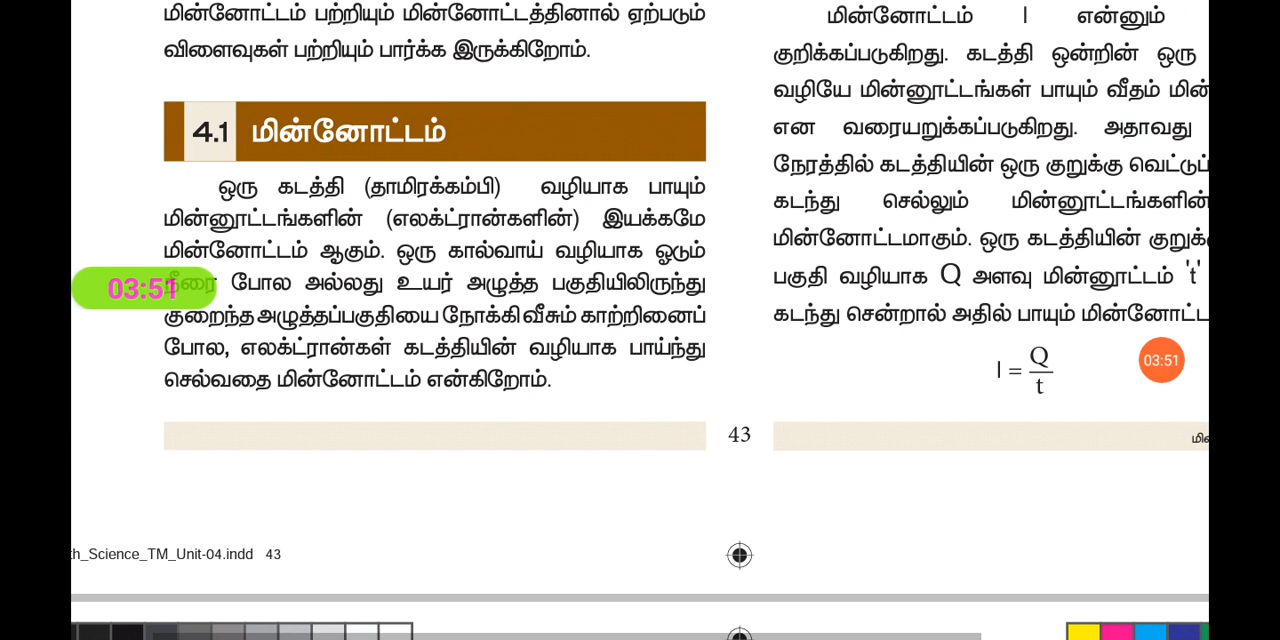 மின்னோட்டம் பற்றியும் மின்னோட்டத்தினால் ஏற்படும்
விளைவுகள் பற்றியும் பார்க்க இருக்கிறோம்.
4.1 மின்னோட்டம்
ஒரு கடத்தி (தாமிரக்கம்பி) வழியாக பாயும்
மின்னூட்டங்களின் (எலக்ட்ரான்களின்) இயக்கமே
மின்னோட்டம் ஆகும். ஒரு கால்வாய் வழியாக ஓடும்
03:51 நீரை போல அல்லது உயர் அழுத்த பகுதியிலிருந்து
குறைந்த அழுத்தப்பகுதியை நோக்கி வீசும் காற்றினைப்
போல, எலக்ட்ரான்கள் கடத்தியின் வழியாக பாய்ந்து
செல்வதை மின்னோட்டம் என்கிறோம்.
மின்னோட்டம் I என்னும்
குறிக்கப்படுகிறது. கடத்தி ஒன்றின் ஒரு
வழியே மின்னூட்டங்கள் பாயும் வீதம் மின்
என வரையறுக்கப்படுகிறது. அதாவது
நேரத்தில் கடத்தியின் ஒரு குறுக்கு வெட்டுப்
கடந்து செல்லும் மின்னூட்டங்களின்
மின்னோட்டமாகும். ஒரு கடத்தியின் குறுக்கு
பகுதி வழியாக Q அளவு மின்னூட்டம் 't'
கடந்து சென்றால் அதில் பாயும் மின்னோட்ட
I = Q/t
03:51
43
th_Science_TM_Unit-04.indd 43